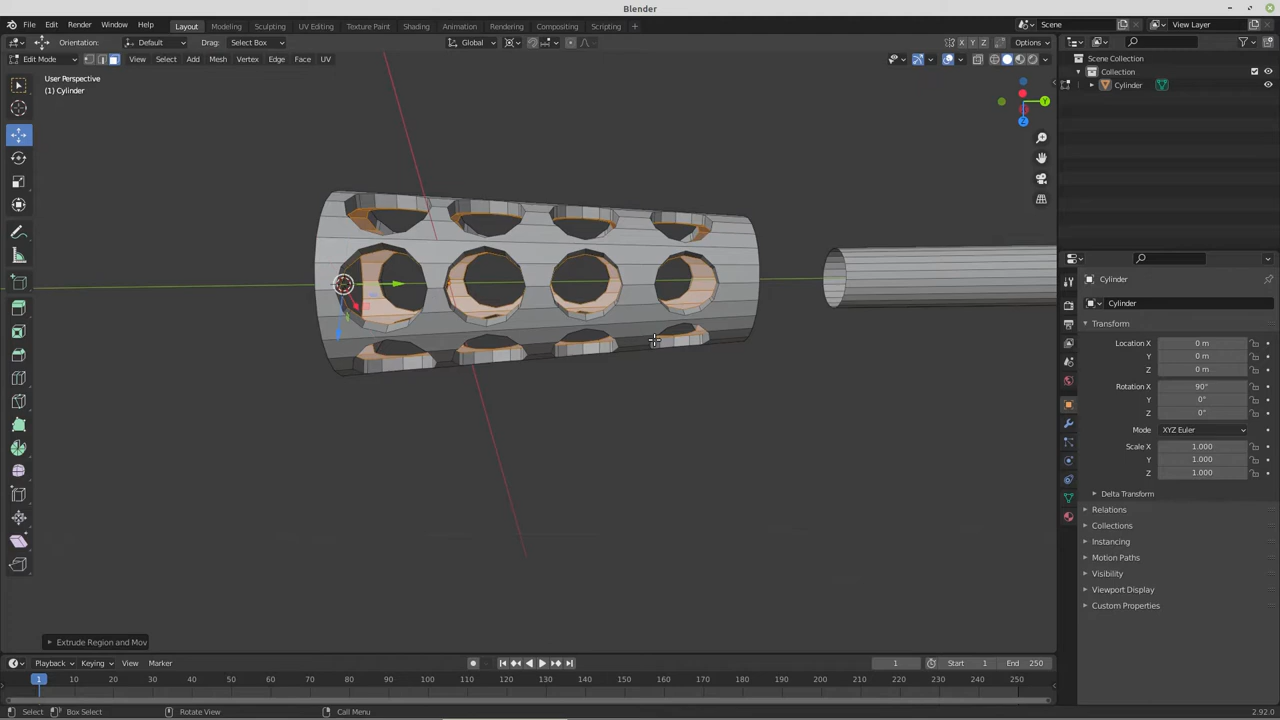 Blender
File Edit Render Window Help Layout Modeling Sculpting UV Editing Texture Paint Shading Animation Rendering Compositing Scripting + Scene View Layer
Orientation: Default Drag: Select Box Global X Y Z Options
Edit Mode View Select Add Mesh Vertex Edge Face UV
User Perspective
(1) Cylinder
Scene Collection
Collection
Cylinder
Y
Z
Cylinder
Cylinder
Transform
Location X 0 m
Y 0 m
Z 0 m
Rotation X 90°
Y 0°
Z 0°
Mode XYZ Euler
Scale X 1.000
Y 1.000
Z 1.000
Delta Transform
Relations
Collections
Instancing
Motion Paths
Visibility
Viewport Display
Custom Properties
Extrude Region and Mov
Playback Keying View Marker 1 Start 1 End 250
1 10 20 30 40 50 60 70 80 90 100 110 120 130 140 150 160 170 180 190 200 210 220 230 240 250
Select Box Select Rotate View Call Menu 2.92.0